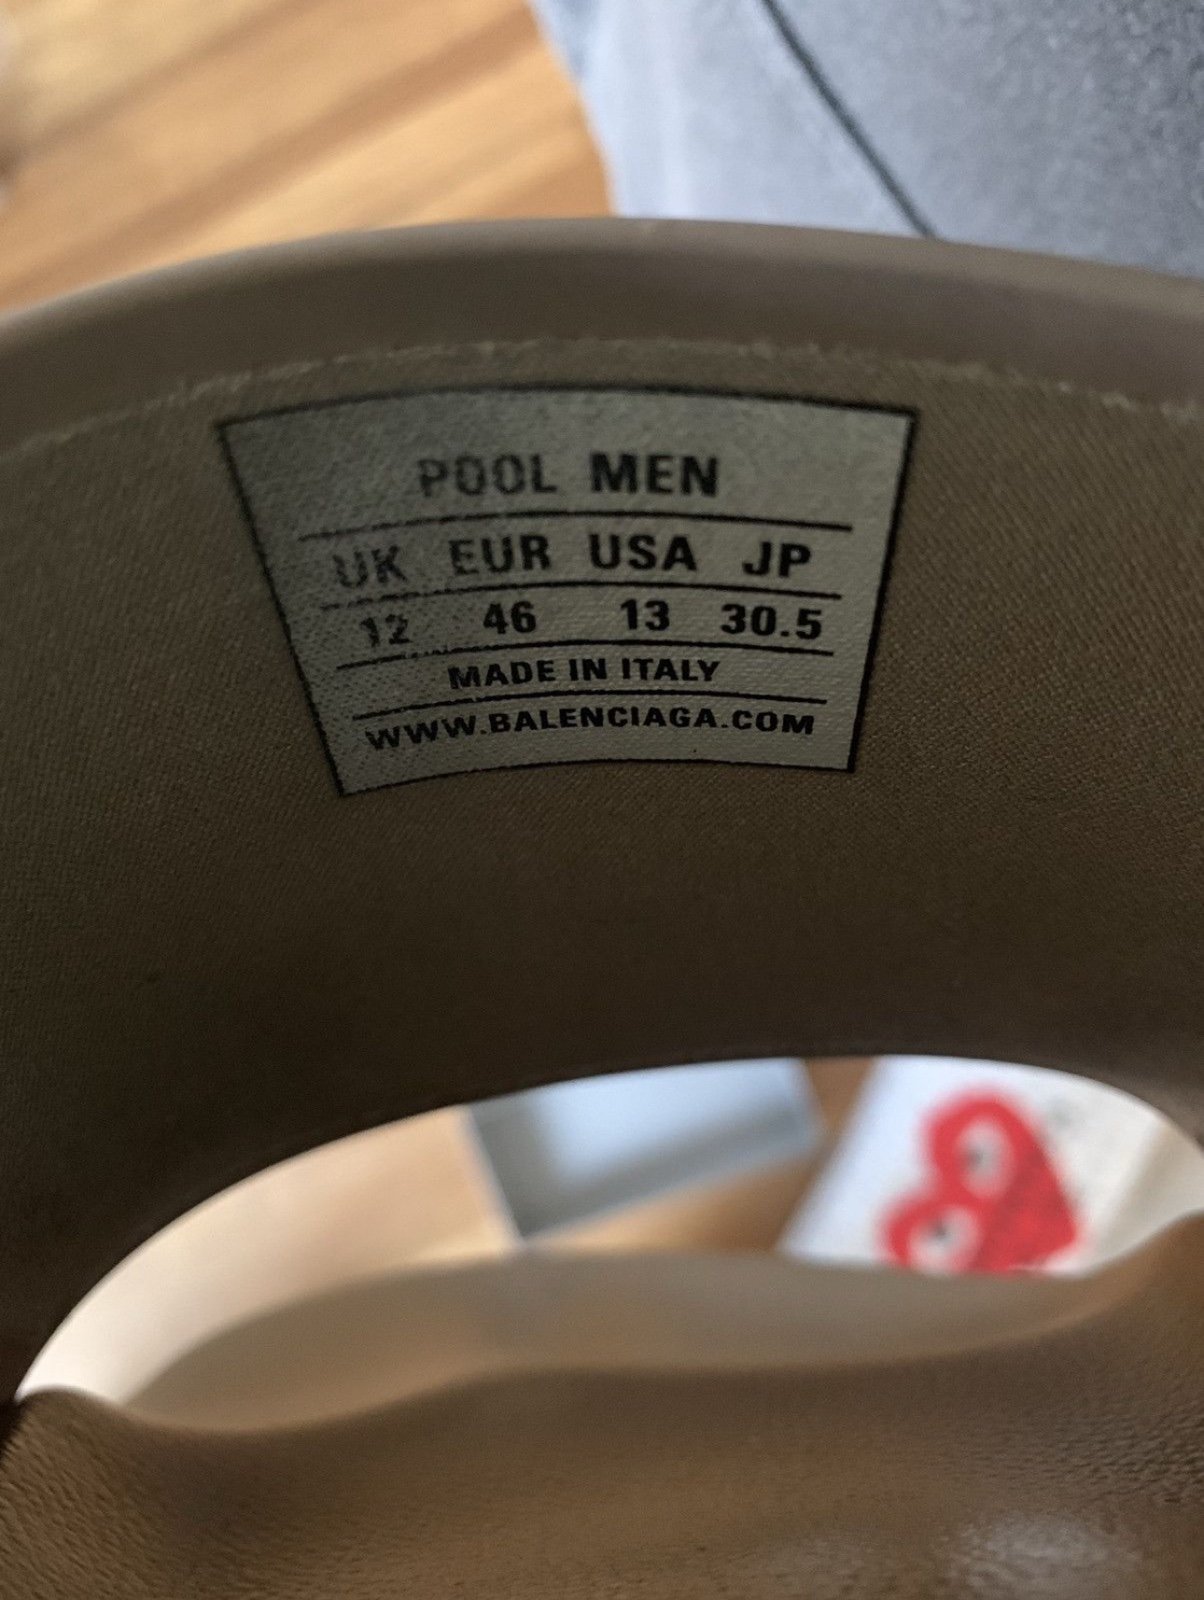 POOL MEN
UK EUR USA JP
12 46 13 30.5
MADE IN ITALY
WWW.BALENCIAGA.COM